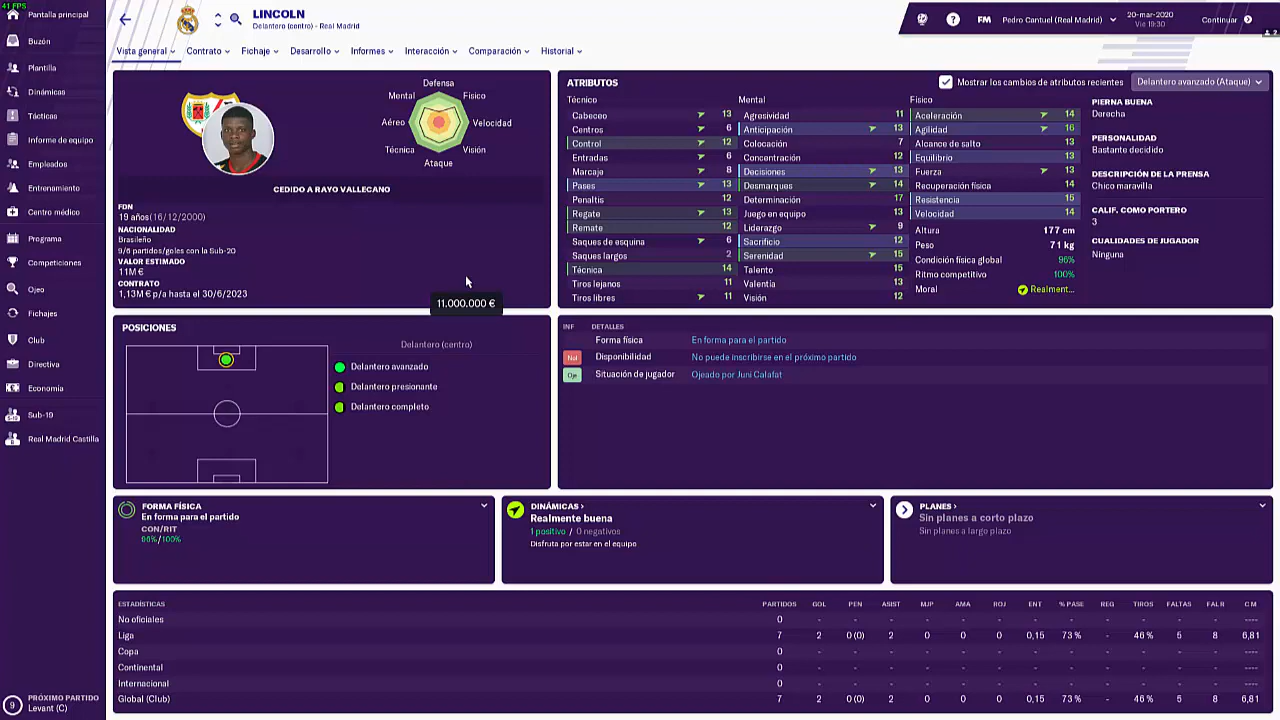 41 FPS
Pantalla principal
Buzón
Plantilla
Dinámicas
Tácticas
Informe de equipo
Empleados
Entrenamiento
Centro médico
Programa
Competiciones
Ojeo
Fichajes
Club
Directiva
Economía
Sub-19
Real Madrid Castilla
9
PRÓXIMO PARTIDO
Levant (C)
LINCOLN
Delantero (centro) - Real Madrid
FM
Pedro Cantuel (Real Madrid)
20-mar-2020
Vie 19:30
Continuar
Vista general
Contrato
Fichaje
Desarrollo
Informes
Interacción
Comparación
Historial
Defensa
Mental
Físico
Aéreo
Velocidad
Técnica
Visión
Ataque
CEDIDO A RAYO VALLECANO
FDN
19 años (16/12/2000)
NACIONALIDAD
Brasileño
9/6 partidos/goles con la Sub-20
VALOR ESTIMADO
11M €
CONTRATO
1,13M € p/a hasta el 30/6/2023
11.000.000 €
ATRIBUTOS
Mostrar los cambios de atributos recientes
Delantero avanzado (Ataque)
Técnico
Cabeceo 13
Centros 6
Control 12
Entradas 6
Marcaje 8
Pases 13
Penaltis 12
Regate 13
Remate 12
Saques de esquina 6
Saques largos 2
Técnica 14
Tiros lejanos 11
Tiros libres 11
Mental
Agresividad 11
Anticipación 13
Colocación 7
Concentración 12
Decisiones 13
Desmarques 14
Determinación 17
Juego en equipo 13
Liderazgo 9
Sacrificio 12
Serenidad 15
Talento 15
Valentía 13
Visión 12
Físico
Aceleración 14
Agilidad 16
Alcance de salto 13
Equilibrio 13
Fuerza 13
Recuperación física 14
Resistencia 15
Velocidad 14
Altura 177 cm
Peso 71 kg
Condición física global 96%
Ritmo competitivo 100%
Moral Realment...
PIERNA BUENA
Derecha
PERSONALIDAD
Bastante decidido
DESCRIPCIÓN DE LA PRENSA
Chico maravilla
CALIF. COMO PORTERO
3
CUALIDADES DE JUGADOR
Ninguna
POSICIONES
Delantero (centro)
Delantero avanzado
Delantero presionante
Delantero completo
INF DETALLES
Forma física En forma para el partido
Nol Disponibilidad No puede inscribirse en el próximo partido
Oje Situación de jugador Ojeado por Juni Calafat
FORMA FÍSICA
En forma para el partido
CON/RIT
96%/100%
DINÁMICAS >
Realmente buena
1 positivo / 0 negativos
Disfruta por estar en el equipo
PLANES >
Sin planes a corto plazo
Sin planes a largo plazo
ESTADÍSTICAS PARTIDOS GOL PEN ASIST MJP AMA ROJ ENT % PASE REG TIROS FALTAS FAL R C M
No oficiales 0 - - - - - - - - - - - - ----
Liga 7 2 0 (0) 2 0 0 0 0,15 73 % - 46 % 5 8 6,81
Copa 0 - - - - - - - - - - - - ----
Continental 0 - - - - - - - - - - - - ----
Internacional 0 - - - - - - - - - - - - ----
Global (Club) 7 2 0 (0) 2 0 0 0 0,15 73 % - 46 % 5 8 6,81